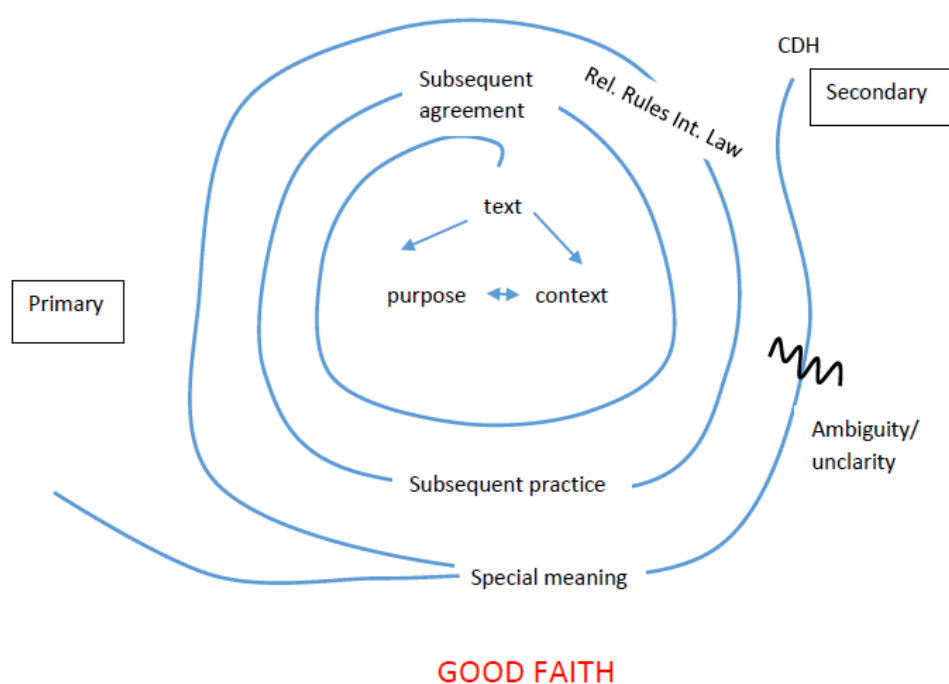 CDH
Secondary
Subsequent
agreement
Rel. Rules Int. Law
text
Primary
purpose
context
Ambiguity/
unclarity
Subsequent practice
Special meaning
GOOD FAITH